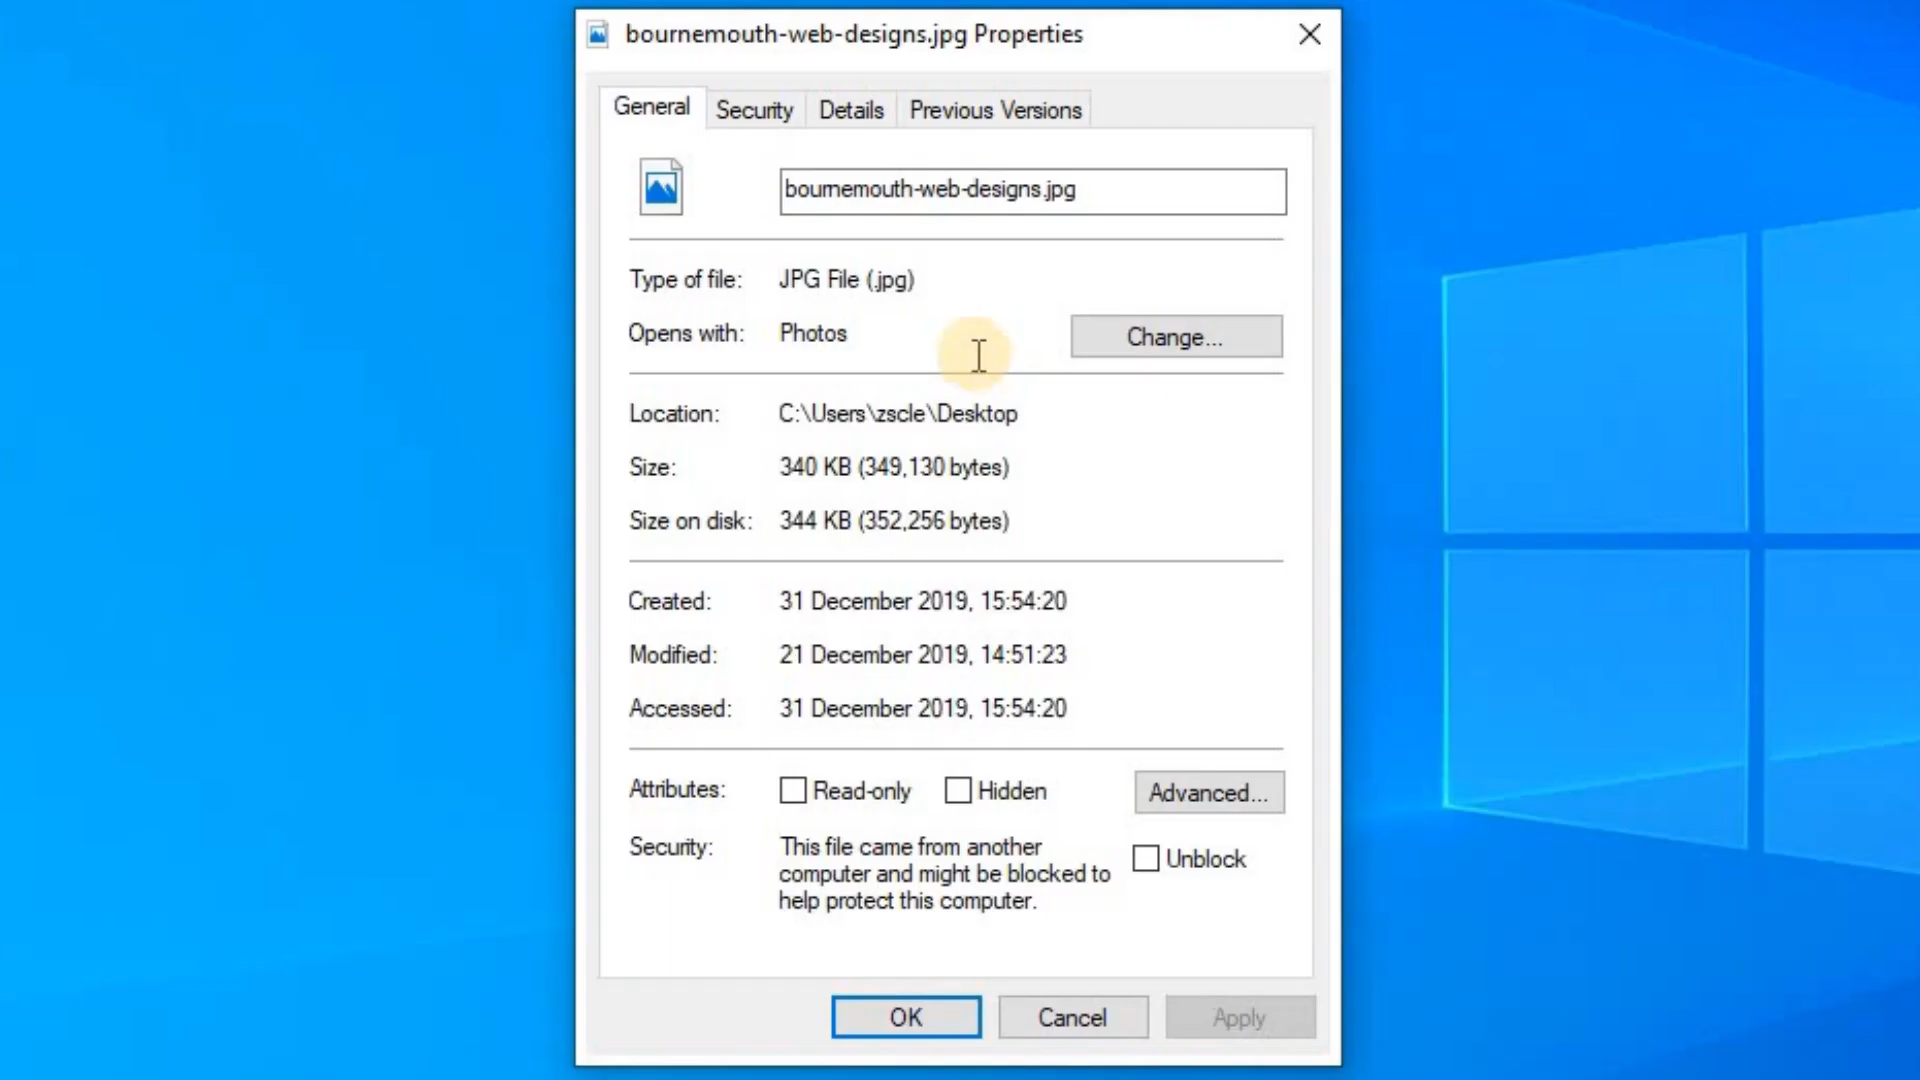 bournemouth-web-designs.jpg Properties
General Security Details Previous Versions
bournemouth-web-designs.jpg
Type of file: JPG File (.jpg)
Opens with: Photos Change...
Location: C:\Users\zscle\Desktop
Size: 340 KB (349,130 bytes)
Size on disk: 344 KB (352,256 bytes)
Created: 31 December 2019, 15:54:20
Modified: 21 December 2019, 14:51:23
Accessed: 31 December 2019, 15:54:20
Attributes: Read-only Hidden Advanced...
Security: This file came from another
computer and might be blocked to
help protect this computer.
Unblock
OK Cancel Apply